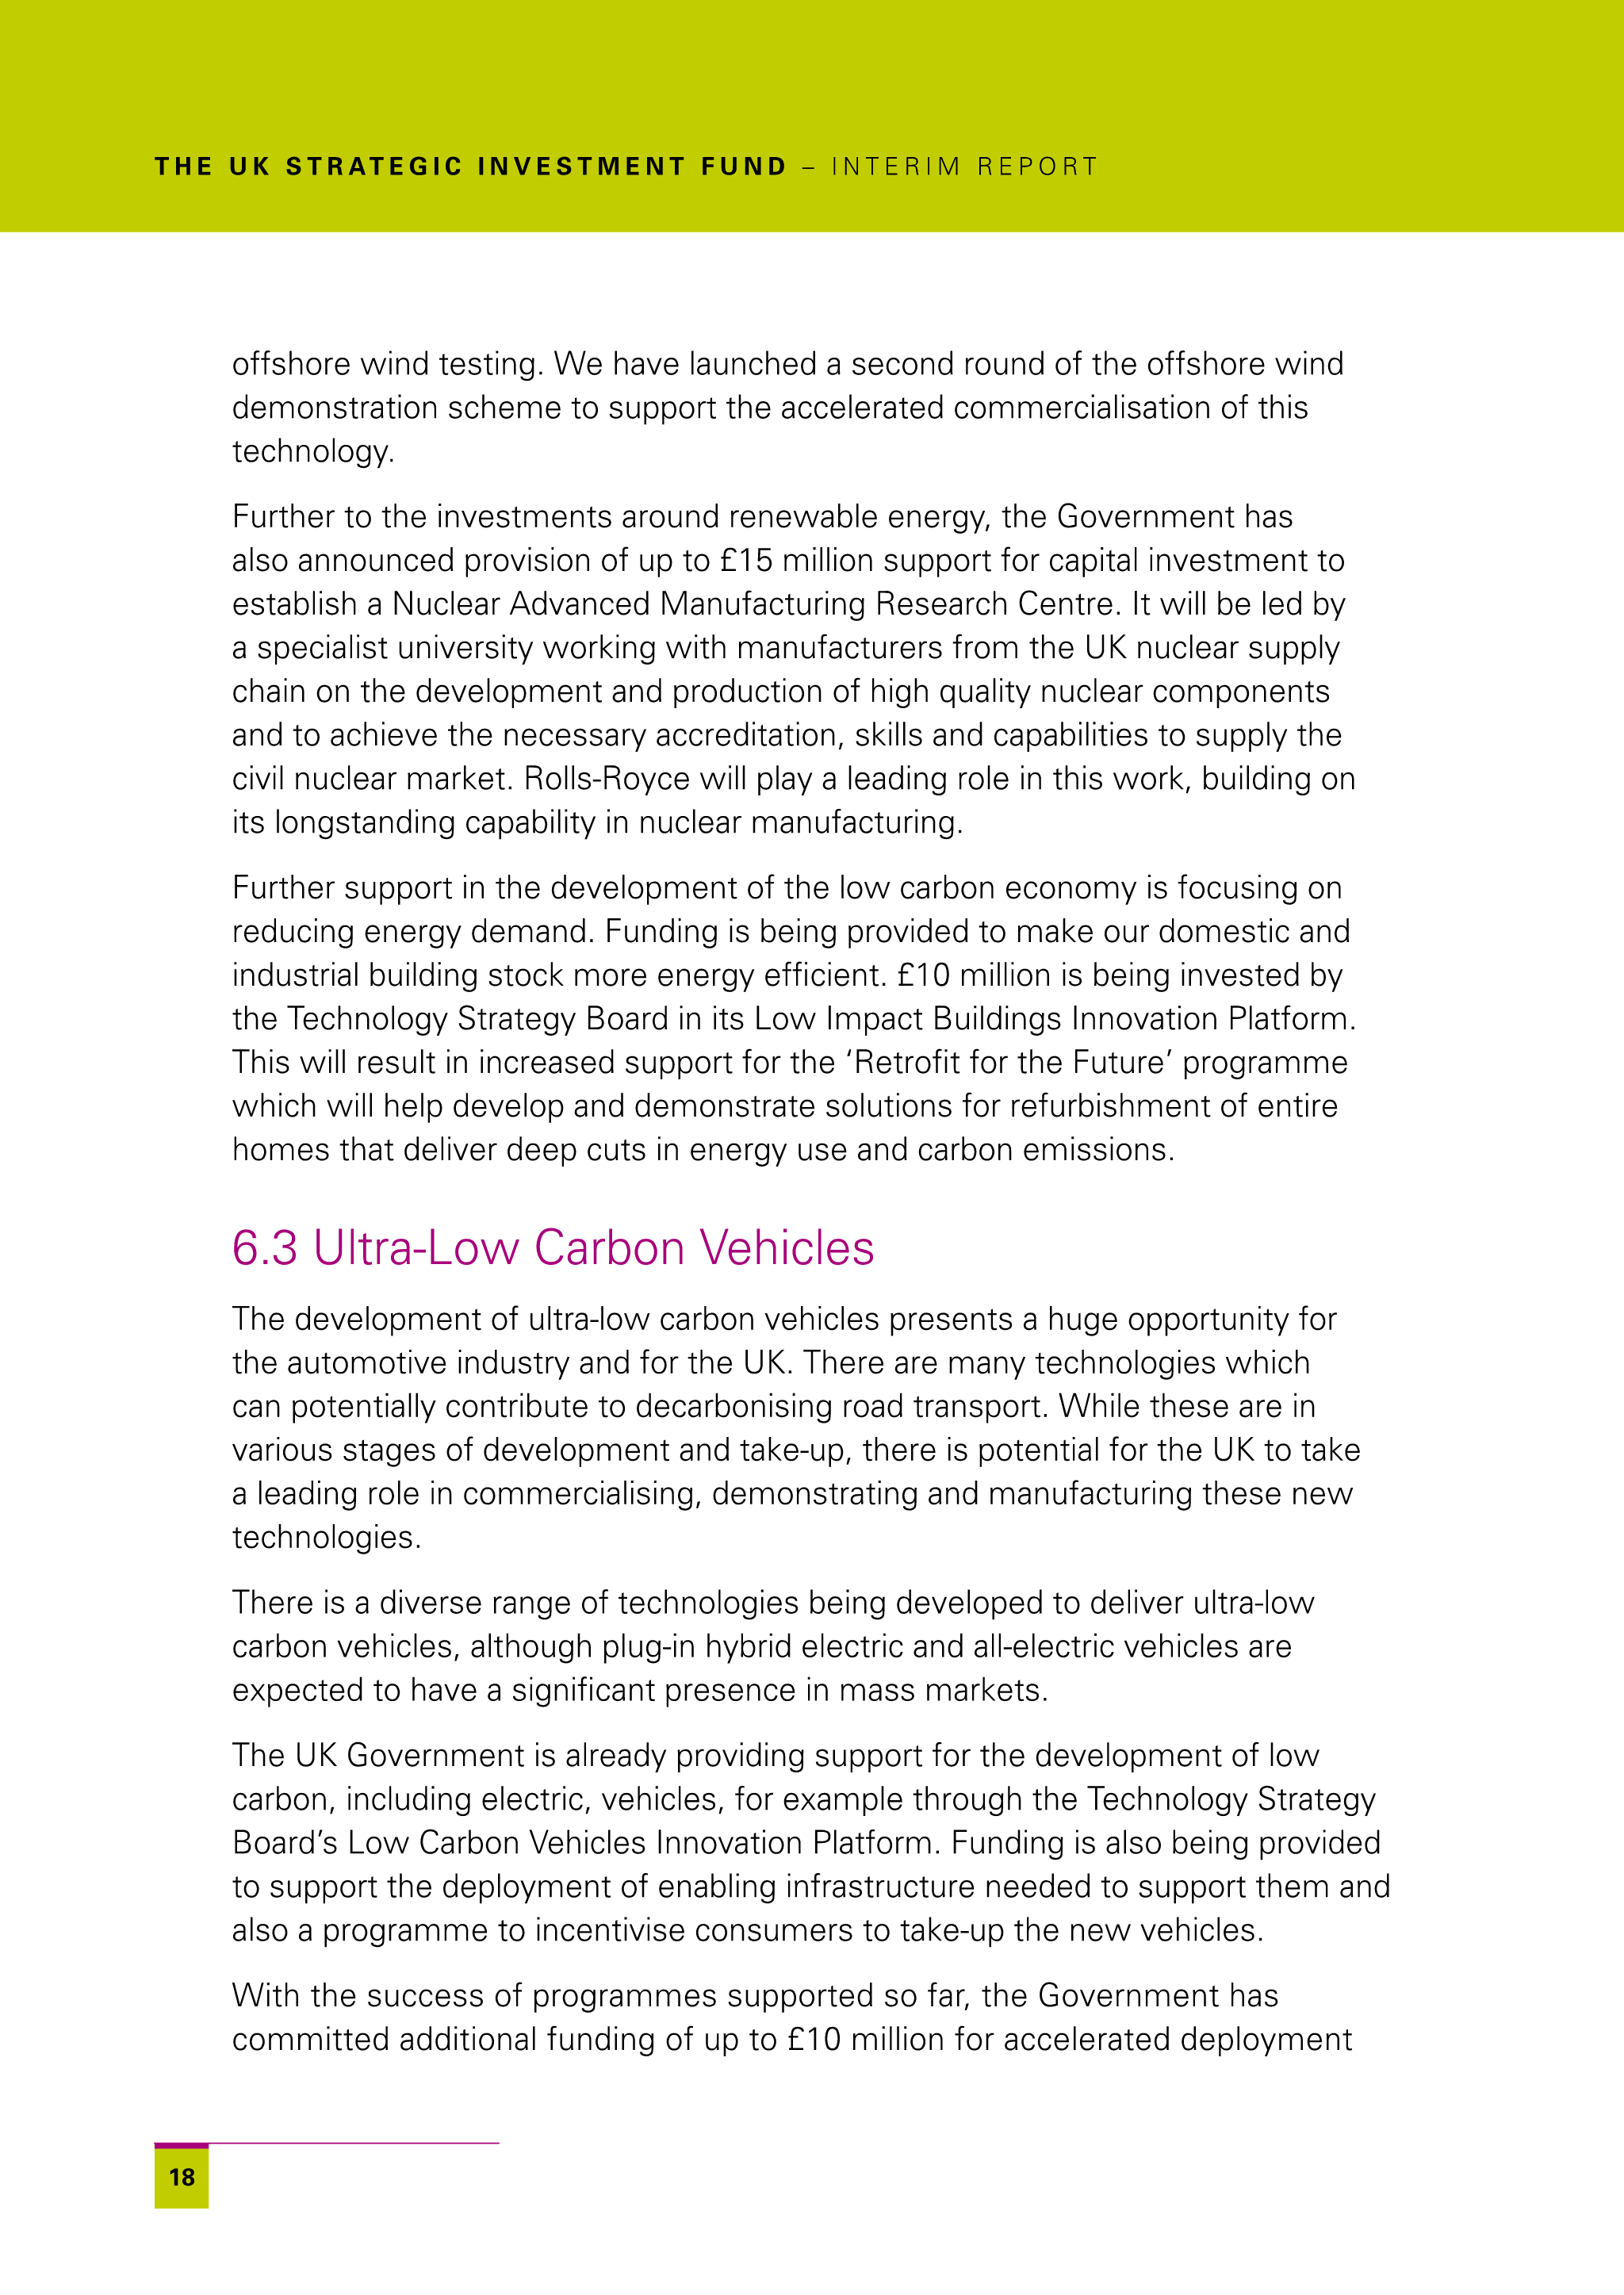 THE UK STRATEGIC INVESTMENT FUND – INTERIM REPORT
offshore wind testing. We have launched a second round of the offshore wind
demonstration scheme to support the accelerated commercialisation of this
technology.
Further to the investments around renewable energy, the Government has
also announced provision of up to £15 million support for capital investment to
establish a Nuclear Advanced Manufacturing Research Centre. It will be led by
a specialist university working with manufacturers from the UK nuclear supply
chain on the development and production of high quality nuclear components
and to achieve the necessary accreditation, skills and capabilities to supply the
civil nuclear market. Rolls-Royce will play a leading role in this work, building on
its longstanding capability in nuclear manufacturing.
Further support in the development of the low carbon economy is focusing on
reducing energy demand. Funding is being provided to make our domestic and
industrial building stock more energy efficient. £10 million is being invested by
the Technology Strategy Board in its Low Impact Buildings Innovation Platform.
This will result in increased support for the ‘Retrofit for the Future’ programme
which will help develop and demonstrate solutions for refurbishment of entire
homes that deliver deep cuts in energy use and carbon emissions.
6.3 Ultra-Low Carbon Vehicles
The development of ultra-low carbon vehicles presents a huge opportunity for
the automotive industry and for the UK. There are many technologies which
can potentially contribute to decarbonising road transport. While these are in
various stages of development and take-up, there is potential for the UK to take
a leading role in commercialising, demonstrating and manufacturing these new
technologies.
There is a diverse range of technologies being developed to deliver ultra-low
carbon vehicles, although plug-in hybrid electric and all-electric vehicles are
expected to have a significant presence in mass markets.
The UK Government is already providing support for the development of low
carbon, including electric, vehicles, for example through the Technology Strategy
Board’s Low Carbon Vehicles Innovation Platform. Funding is also being provided
to support the deployment of enabling infrastructure needed to support them and
also a programme to incentivise consumers to take-up the new vehicles.
With the success of programmes supported so far, the Government has
committed additional funding of up to £10 million for accelerated deployment
18